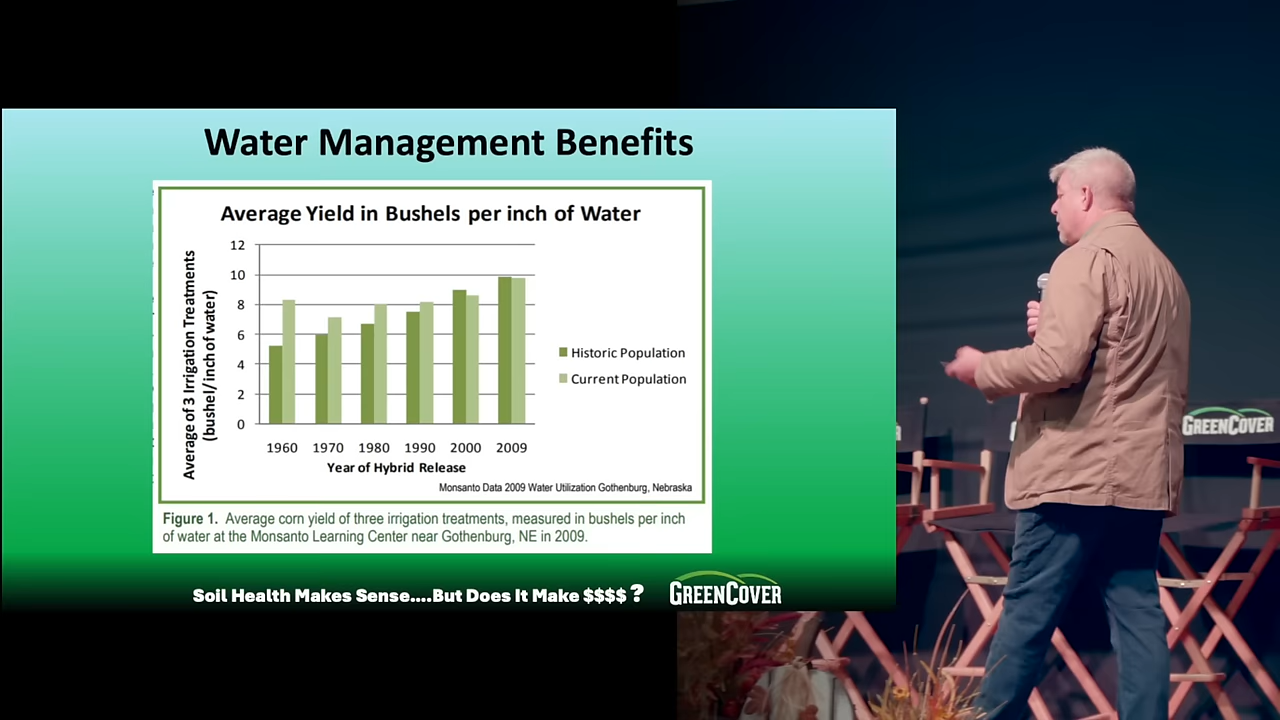 Water Management Benefits
Average Yield in Bushels per inch of Water
Average of 3 Irrigation Treatments
(bushel/inch of water)
12
10
8
6
4
2
0
1960 1970 1980 1990 2000 2009
Year of Hybrid Release
Historic Population
Current Population
Monsanto Data 2009 Water Utilization Gothenburg, Nebraska
Figure 1. Average corn yield of three irrigation treatments, measured in bushels per inch
of water at the Monsanto Learning Center near Gothenburg, NE in 2009.
Soil Health Makes Sense....But Does It Make $$$$ ?
GREENCOVER
GREENCOVER